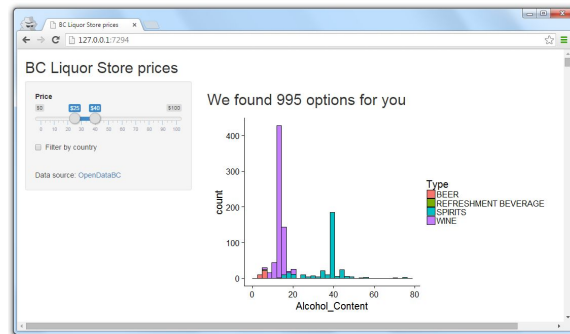 BC Liquor Store prices
127.0.0.1:7294
BC Liquor Store prices
Price
$0 $25 $40 $100
0 10 20 30 40 50 60 70 80 90 100
Filter by country
Data source: OpenDataBC
We found 995 options for you
count
400
300
200
100
0
0 20 40 60 80
Alcohol_Content
Type
BEER
REFRESHMENT BEVERAGE
SPIRITS
WINE